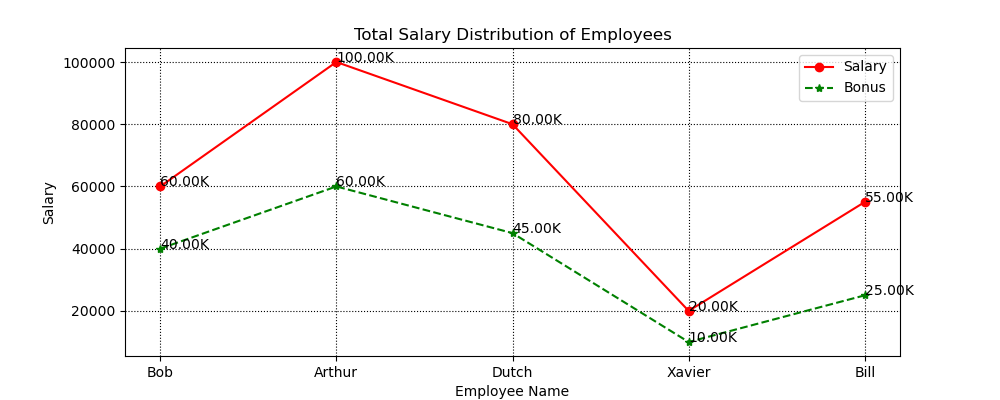 Total Salary Distribution of Employees
Salary
100000
80000
60000
40000
20000
Salary
Bonus
60.00K
100.00K
80.00K
20.00K
55.00K
40.00K
60.00K
45.00K
10.00K
25.00K
Bob
Arthur
Dutch
Xavier
Bill
Employee Name